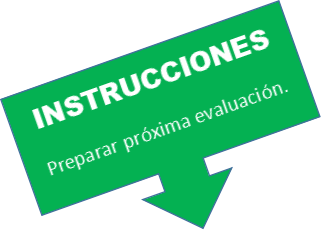 INSTRUCCIONES
Preparar próxima evaluación.